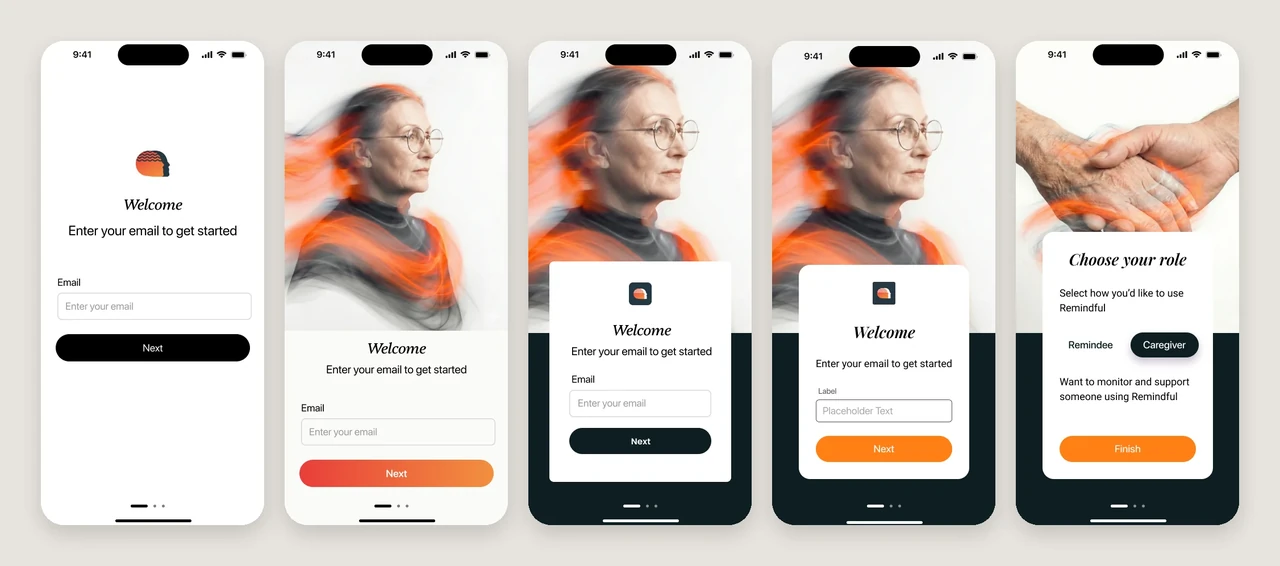 9:41
Welcome
Enter your email to get started
Email
Enter your email
Next
9:41
Welcome
Enter your email to get started
Email
Enter your email
Next
9:41
Welcome
Enter your email to get started
Email
Enter your email
Next
9:41
Welcome
Enter your email to get started
Label
Placeholder Text
Next
9:41
Choose your role
Select how you'd like to use
Remindful
Remindee Caregiver
Want to monitor and support
someone using Remindful
Finish